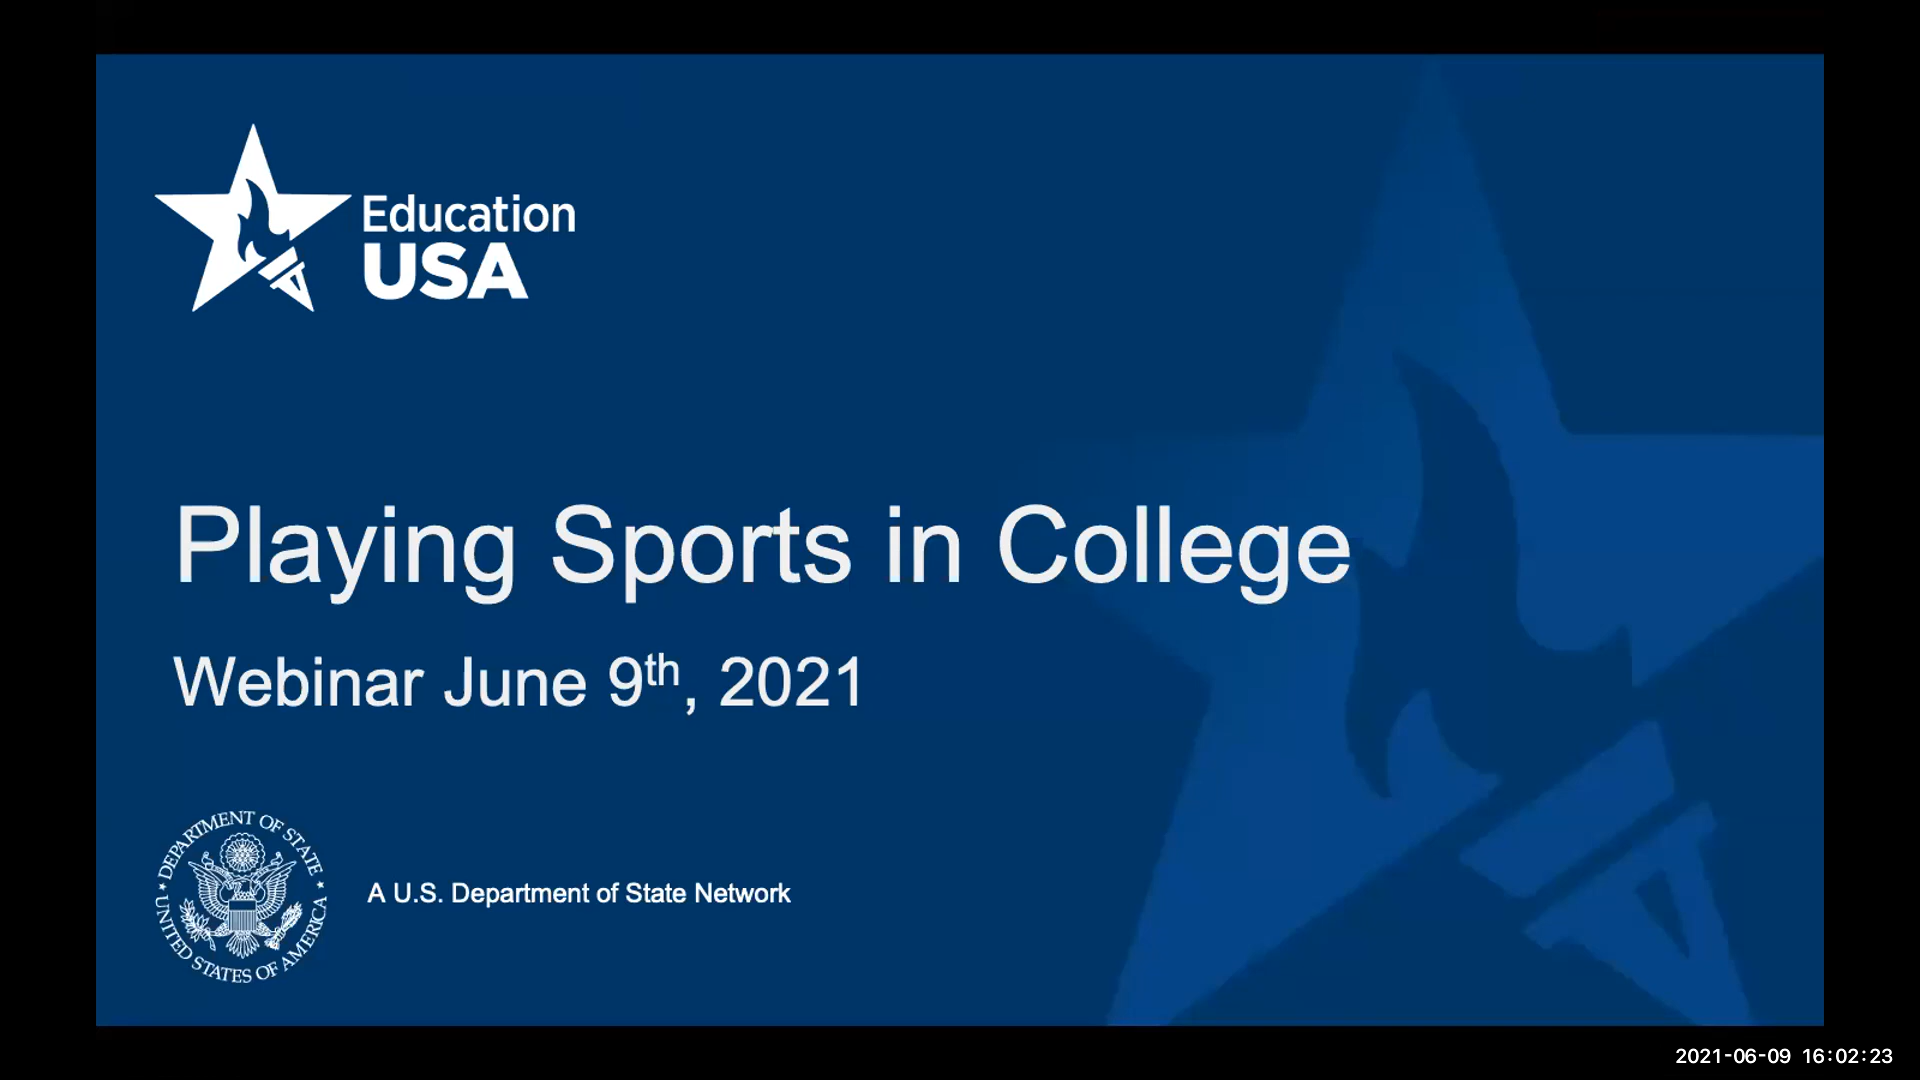 Education
USA
Playing Sports in College
Webinar June 9th, 2021
DEPARTMENT OF STATE
UNITED STATES OF AMERICA
A U.S. Department of State Network
2021-06-09 16:02:23